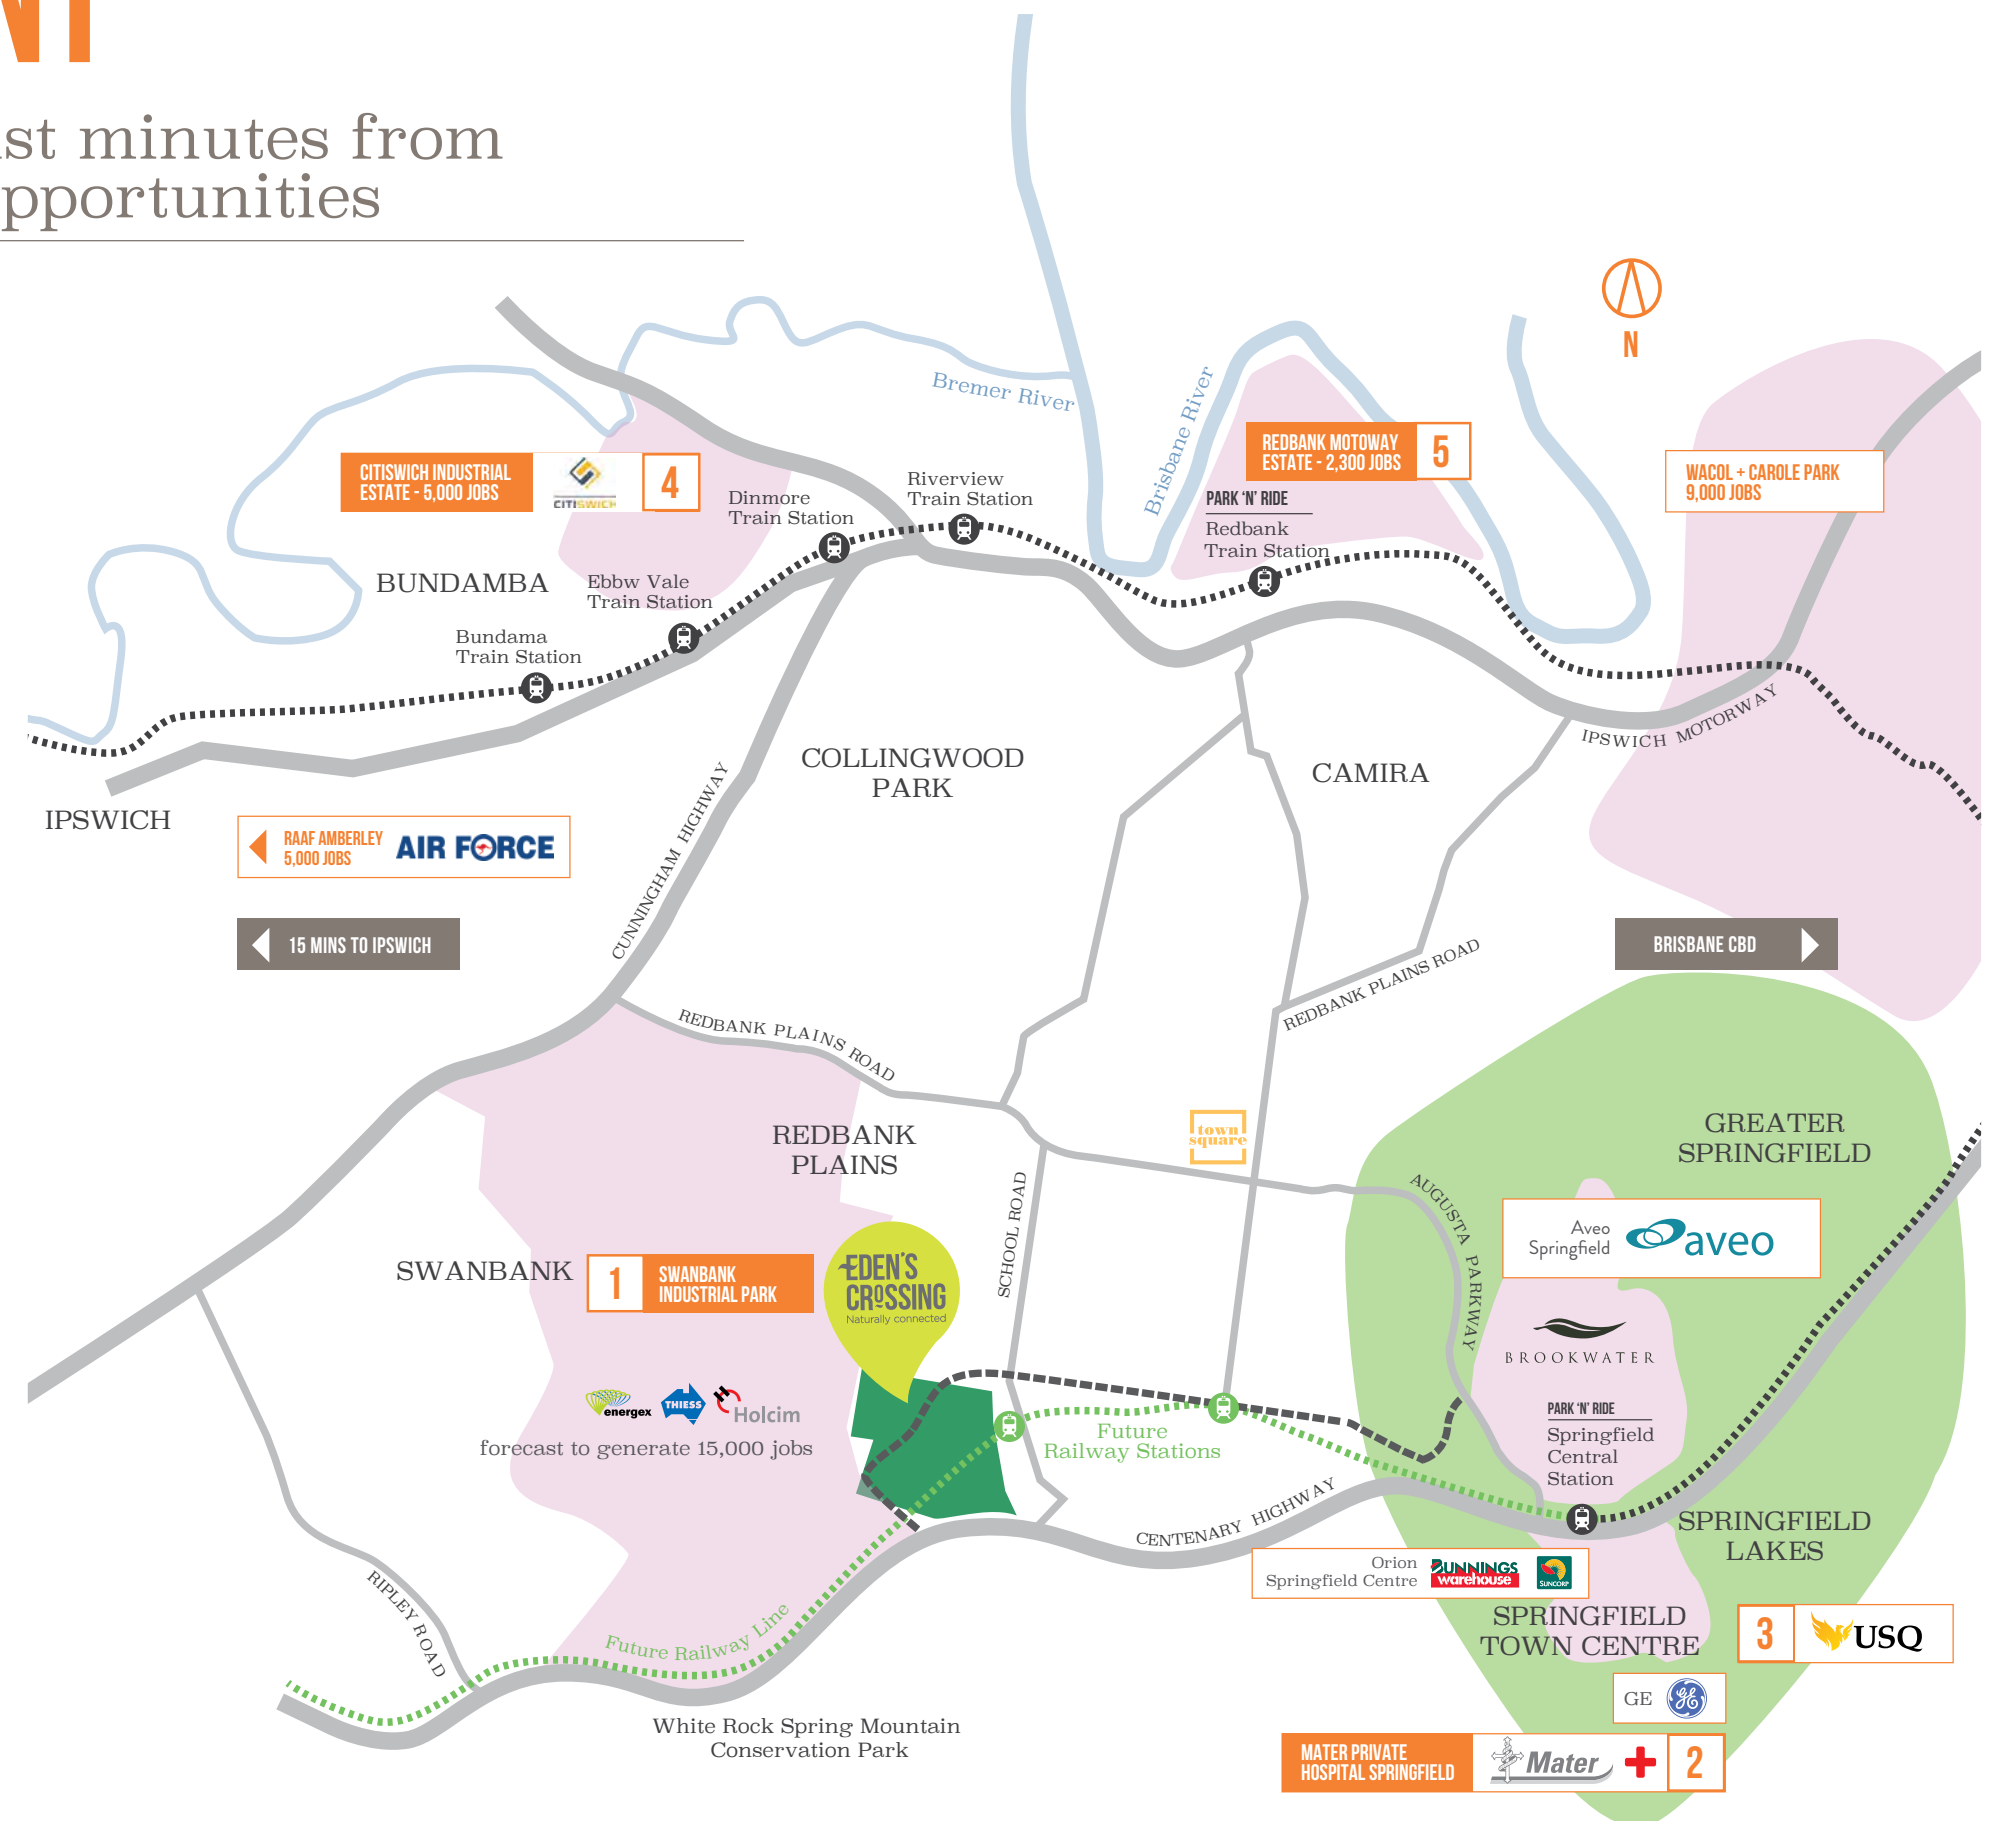 NT
st minutes from
pportunities
N
Bremer River
Brisbane River
CITISWICH INDUSTRIAL
ESTATE - 5,000 JOBS
CITISWICH
4
REDBANK MOTOWAY
ESTATE - 2,300 JOBS
5
WACOL + CAROLE PARK
9,000 JOBS
Dinmore
Train Station
Riverview
Train Station
PARK 'N' RIDE
Redbank
Train Station
BUNDAMBA
Ebbw Vale
Train Station
Bundama
Train Station
IPSWICH MOTORWAY
COLLINGWOOD
PARK
CAMIRA
IPSWICH
RAAF AMBERLEY
5,000 JOBS
AIR FORCE
CUNNINGHAM HIGHWAY
15 MINS TO IPSWICH
BRISBANE CBD
REDBANK PLAINS ROAD
REDBANK PLAINS ROAD
REDBANK
PLAINS
town
square
GREATER
SPRINGFIELD
SCHOOL ROAD
AUGUSTA PARKWAY
Aveo
Springfield
aveo
SWANBANK
1
SWANBANK
INDUSTRIAL PARK
EDEN'S
CROSSING
Naturally connected
BROOKWATER
energex
THIESS
Holcim
forecast to generate 15,000 jobs
Future
Railway Stations
PARK 'N' RIDE
Springfield
Central
Station
CENTENARY HIGHWAY
SPRINGFIELD
LAKES
Orion
Springfield Centre
BUNNINGS
warehouse
SUNCORP
RIPLEY ROAD
Future Railway Line
SPRINGFIELD
TOWN CENTRE
3
USQ
GE
GE
White Rock Spring Mountain
Conservation Park
MATER PRIVATE
HOSPITAL SPRINGFIELD
Mater
2